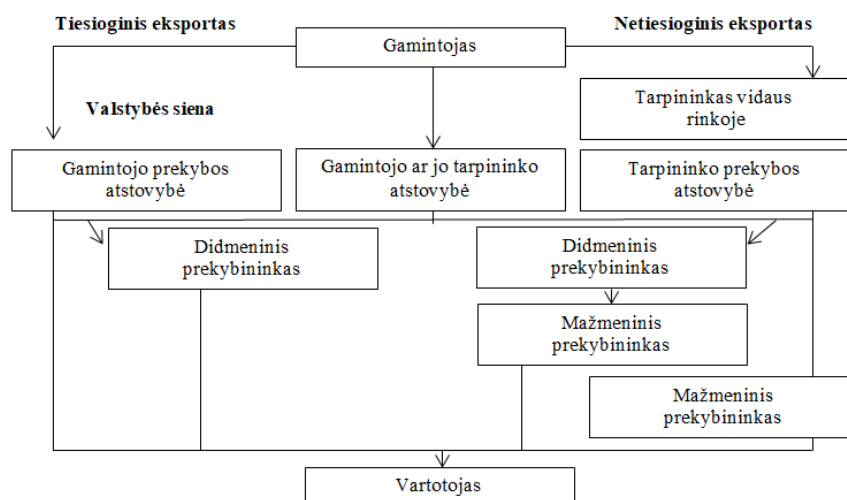 Tiesioginis eksportas
Gamintojas
Netiesioginis eksportas
Valstybės siena
Tarpininkas vidaus
rinkoje
Gamintojo prekybos
atstovybė
Gamintojo ar jo tarpininko
atstovybė
Tarpininko prekybos
atstovybė
Didmeninis
prekybininkas
Didmeninis
prekybininkas
Mažmeninis
prekybininkas
Mažmeninis
prekybininkas
Vartotojas